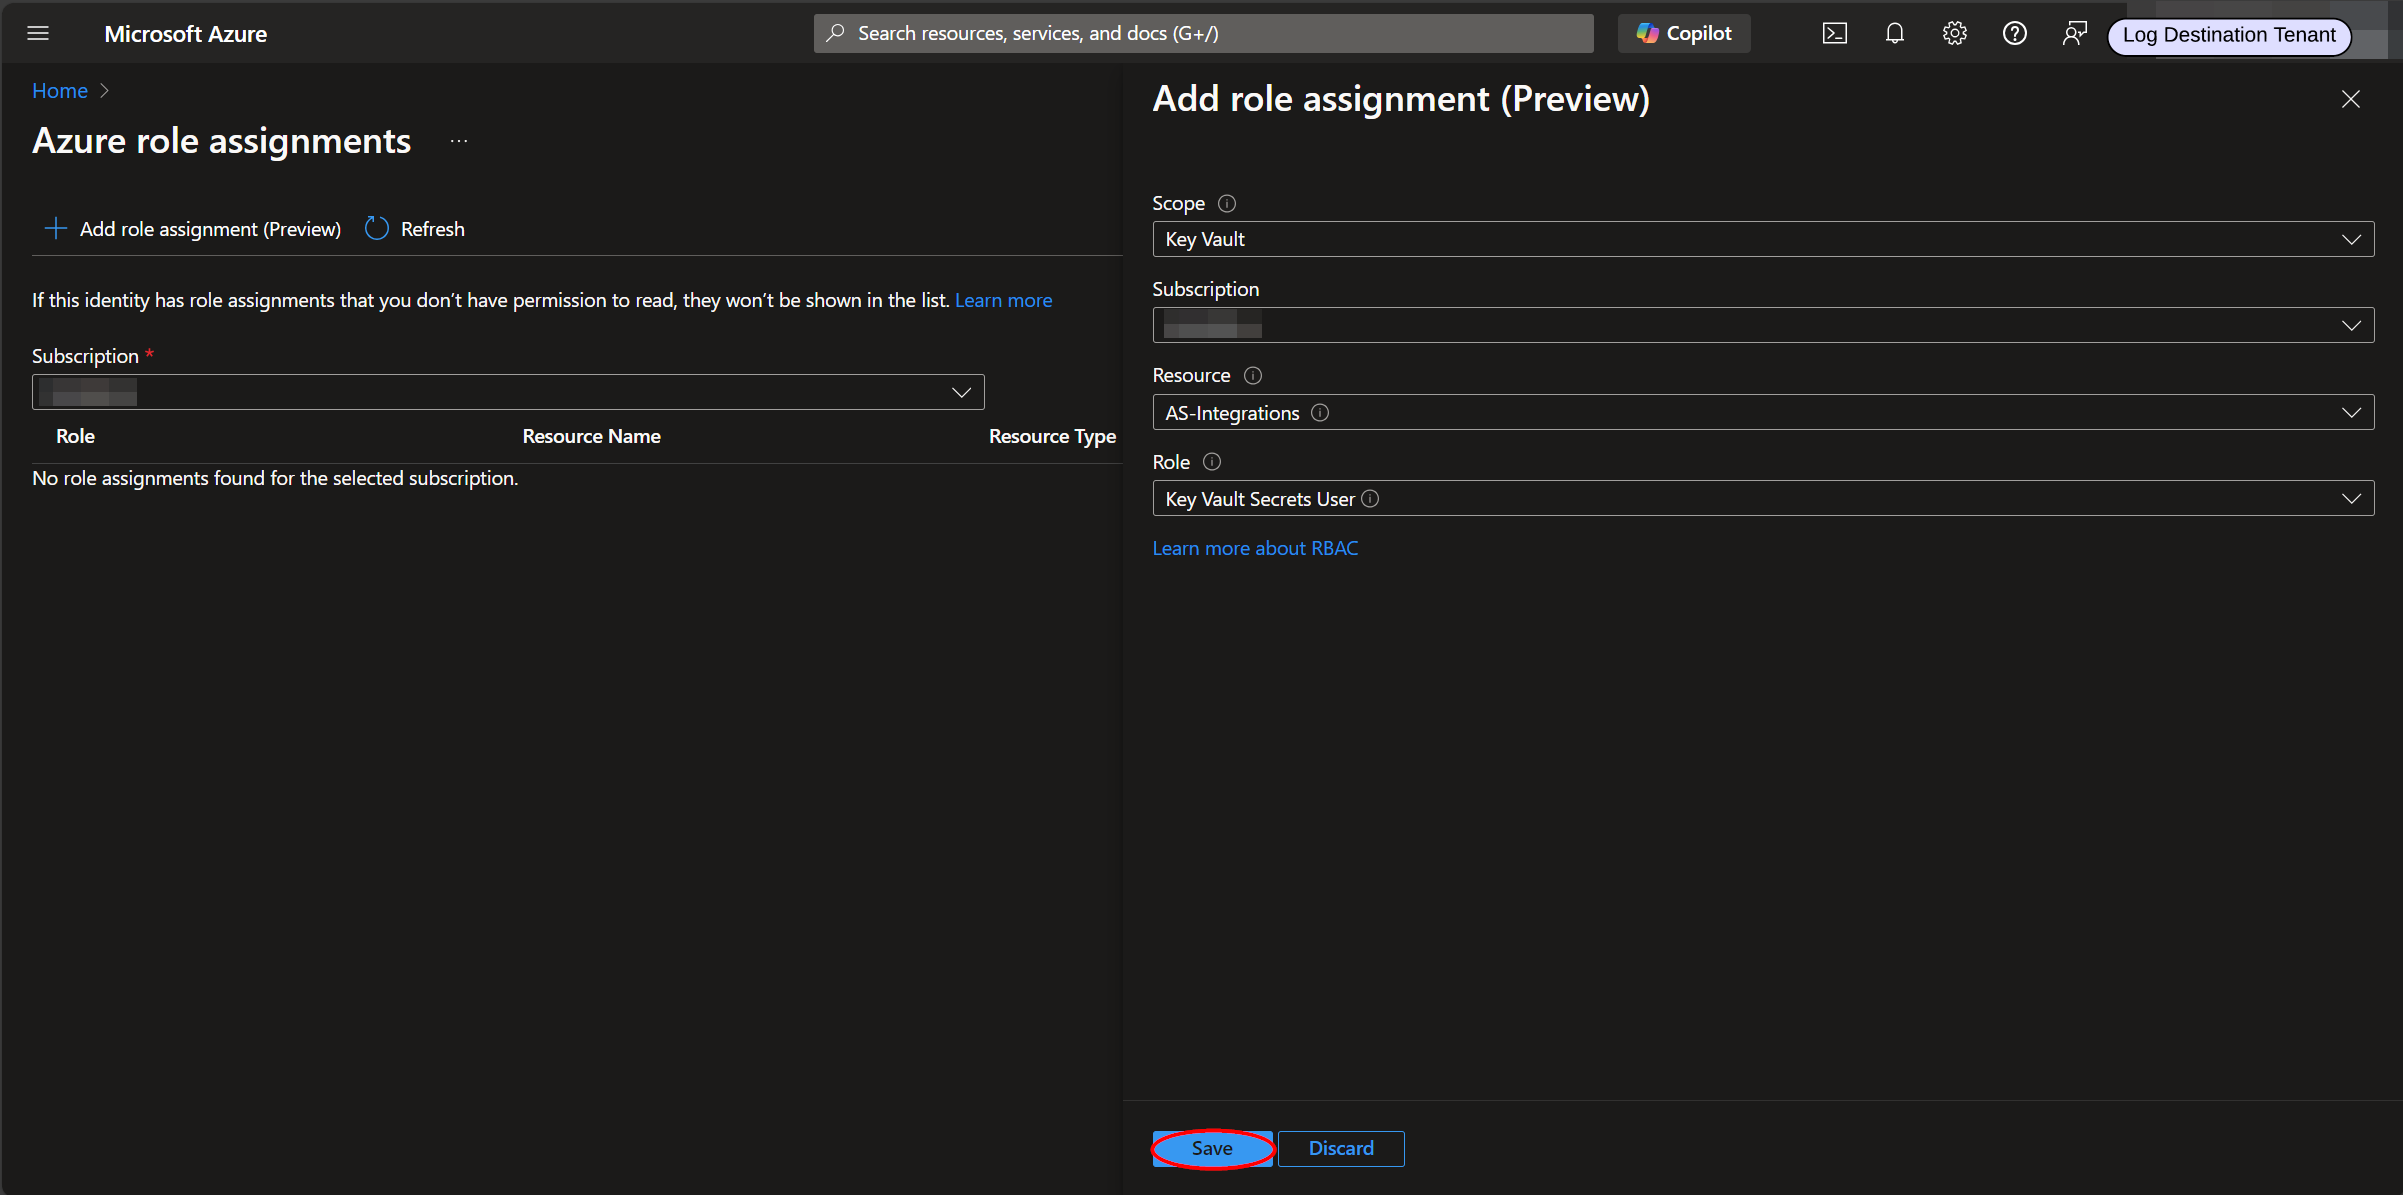 Microsoft Azure
Search resources, services, and docs (G+/)
Copilot
Log Destination Tenant
Home
Azure role assignments
...
Add role assignment (Preview)
Refresh
If this identity has role assignments that you don't have permission to read, they won't be shown in the list. Learn more
Subscription *
Role
Resource Name
Resource Type
No role assignments found for the selected subscription.
Add role assignment (Preview)
Scope
Key Vault
Subscription
Resource
AS-Integrations
Role
Key Vault Secrets User
Learn more about RBAC
Save
Discard